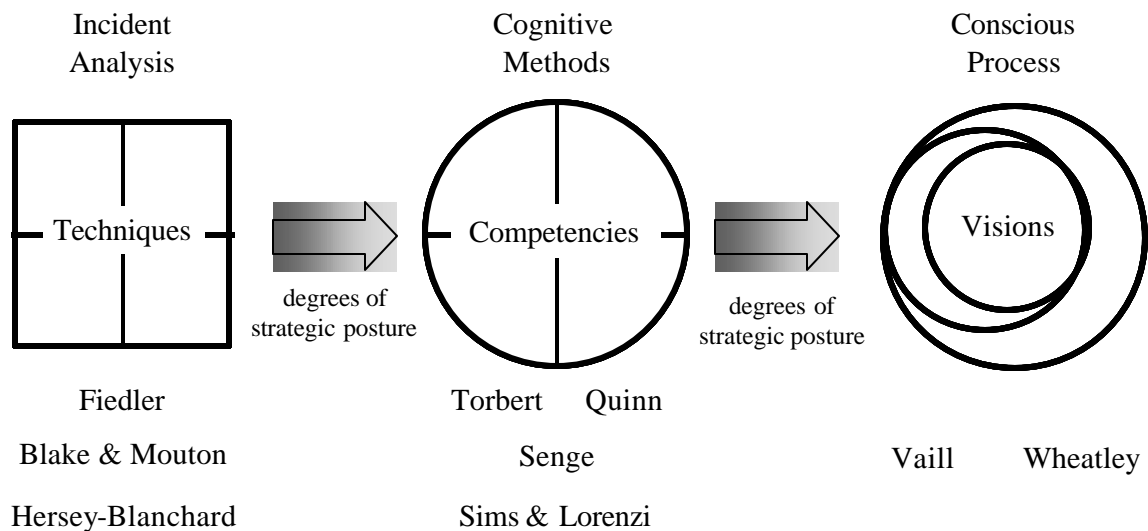 Incident
Analysis
Cognitive
Methods
Conscious
Process
Techniques
Competencies
Visions
degrees of
strategic posture
degrees of
strategic posture
Fiedler
Blake & Mouton
Hersey-Blanchard
Torbert Quinn
Senge
Sims & Lorenzi
Vaill Wheatley